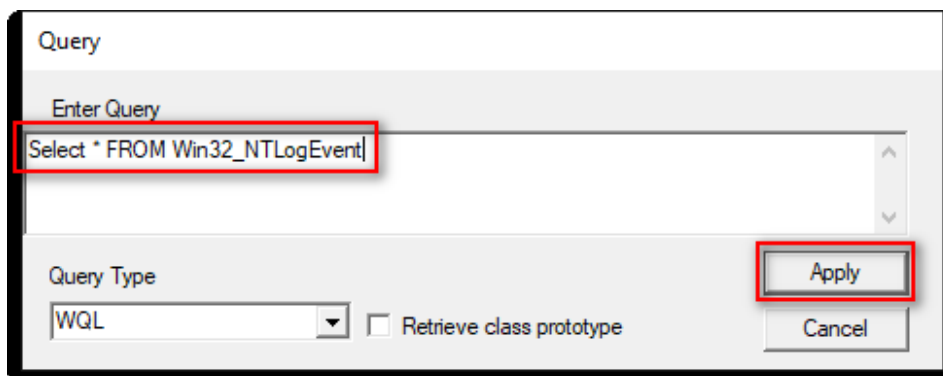 Query
Enter Query
Select * FROM Win32_NTLogEvent
Query Type
Apply
WQL
Retrieve class prototype
Cancel